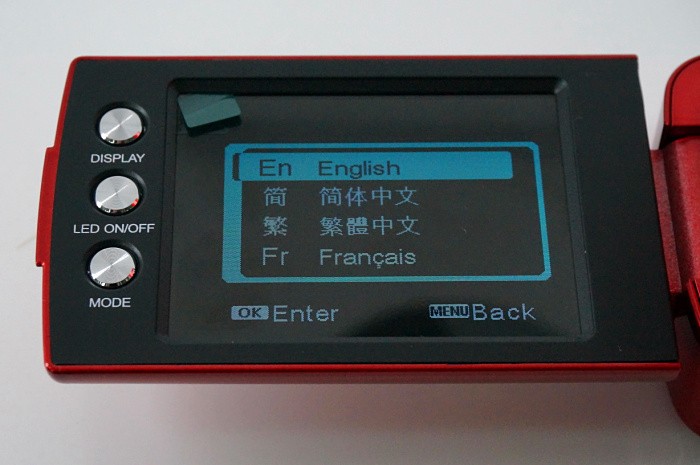 DISPLAY
LED ON/OFF
MODE
En English
简 简体中文
繁 繁體中文
Fr Français
OK Enter
MENU Back